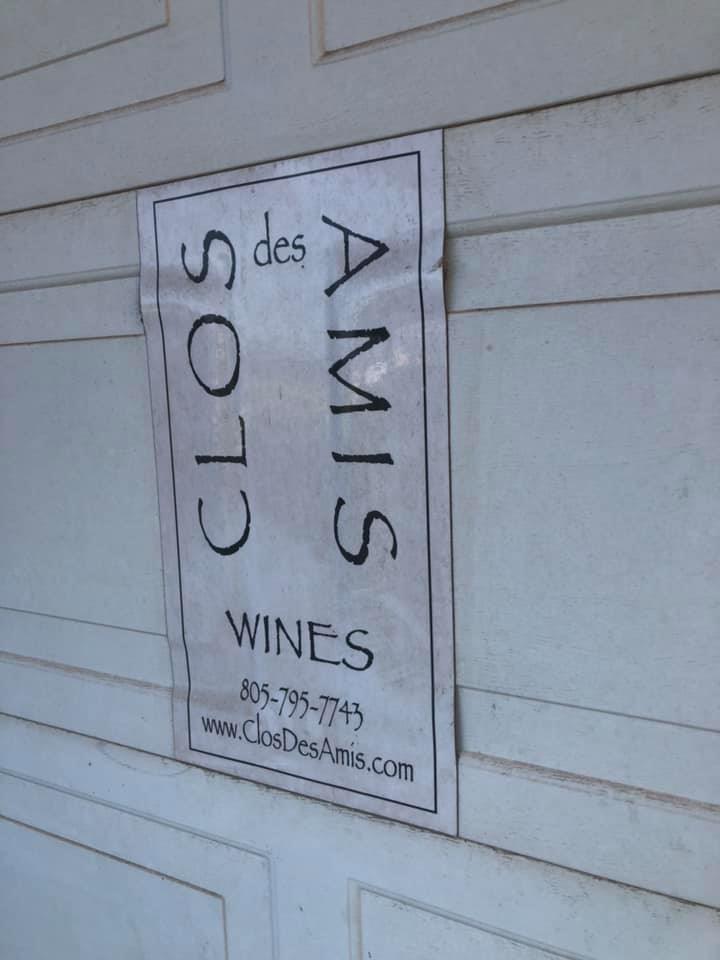 CLOS
des
AMIS
WINES
805-795-7743
www.ClosDesAmis.com